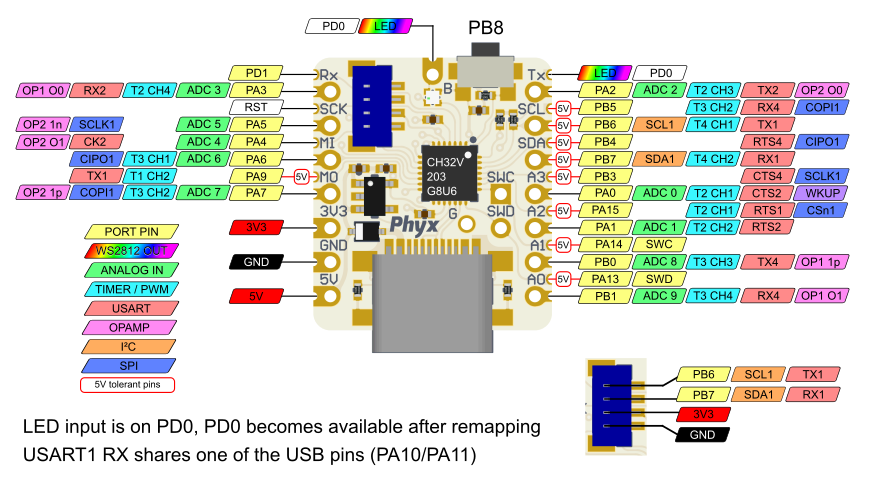 PD0 LED PB8
PD1 Rx Tx LED PD0
OP1 O0 RX2 T2 CH4 ADC 3 PA3 B PA2 ADC 2 T2 CH3 TX2 OP2 O0
RST SCK SCL 5V PB5 T3 CH2 RX4 COPI1
OP2 1n SCLK1 ADC 5 PA5 5V PB6 SCL1 T4 CH1 TX1
OP2 O1 CK2 ADC 4 PA4 MI SDA 5V PB4 RTS4 CIPO1
CIPO1 T3 CH1 ADC 6 PA6 CH32V 5V PB7 SDA1 T4 CH2 RX1
TX1 T1 CH2 PA9 5V MO 203 SWC A3 5V PB3 CTS4 SCLK1
OP2 1p COPI1 T3 CH2 ADC 7 PA7 G8U6 PA0 ADC 0 T2 CH1 CTS2 WKUP
3V3 SWD A2 5V PA15 T2 CH1 RTS1 CSn1
3V3 Phyx G PA1 ADC 1 T2 CH2 RTS2
GND A1 5V PA14 SWC
GND PB0 ADC 8 T3 CH3 TX4 OP1 1p
5V A0 5V PA13 SWD
5V PB1 ADC 9 T3 CH4 RX4 OP1 O1
PORT PIN
WS2812 OUT
ANALOG IN
TIMER / PWM
USART
OPAMP
I²C
SPI
5V tolerant pins
PB6 SCL1 TX1
PB7 SDA1 RX1
3V3
GND
LED input is on PD0, PD0 becomes available after remapping
USART1 RX shares one of the USB pins (PA10/PA11)